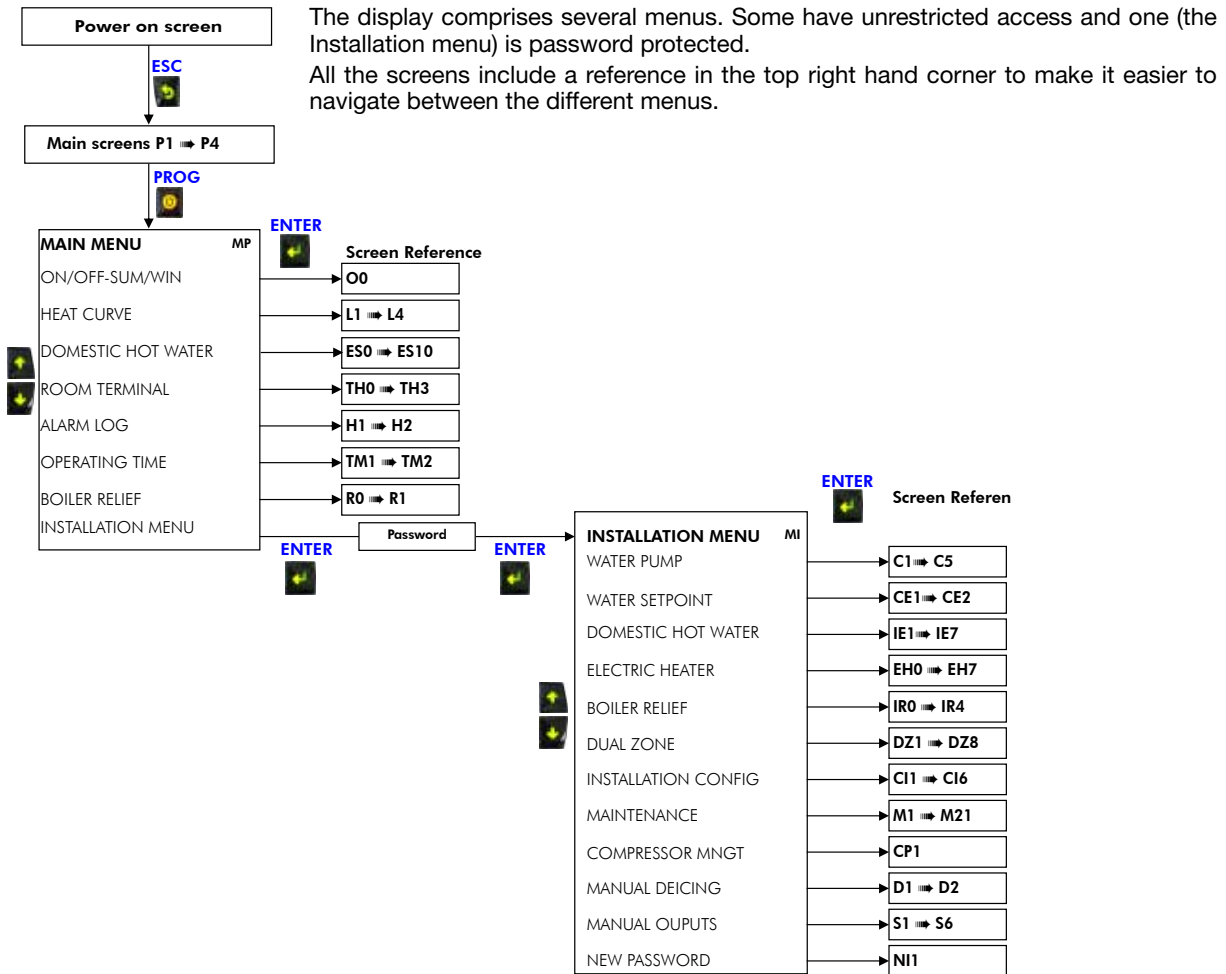 Power on screen
The display comprises several menus. Some have unrestricted access and one (the
Installation menu) is password protected.
All the screens include a reference in the top right hand corner to make it easier to
navigate between the different menus.
ESC
Main screens P1 ➠ P4
PROG
ENTER
MAIN MENU MP
Screen Reference
ON/OFF-SUM/WIN O0
HEAT CURVE L1 ➠ L4
DOMESTIC HOT WATER ES0 ➠ ES10
ROOM TERMINAL TH0 ➠ TH3
ALARM LOG H1 ➠ H2
OPERATING TIME TM1 ➠ TM2
BOILER RELIEF R0 ➠ R1
INSTALLATION MENU
ENTER
Password
ENTER
ENTER
Screen Referen
INSTALLATION MENU MI
WATER PUMP C1 ➠ C5
WATER SETPOINT CE1 ➠ CE2
DOMESTIC HOT WATER IE1 ➠ IE7
ELECTRIC HEATER EH0 ➠ EH7
BOILER RELIEF IR0 ➠ IR4
DUAL ZONE DZ1 ➠ DZ8
INSTALLATION CONFIG CI1 ➠ CI6
MAINTENANCE M1 ➠ M21
COMPRESSOR MNGT CP1
MANUAL DEICING D1 ➠ D2
MANUAL OUPUTS S1 ➠ S6
NEW PASSWORD NI1